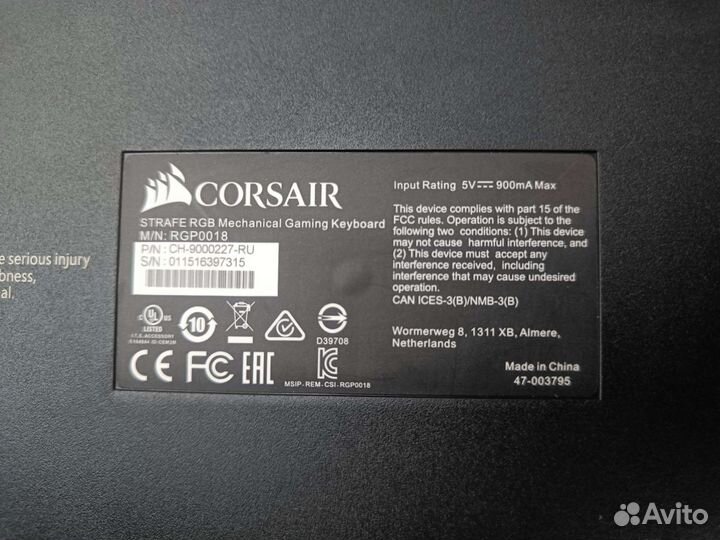 CORSAIR
STRAFE RGB Mechanical Gaming Keyboard
M/N: RGP0018
P/N: CH-9000227-RU
S/N: 011516397315
e serious injury
bness,
al.
Input Rating 5V 900mA Max
This device complies with part 15 of the
FCC rules. Operation is subject to the
following two conditions: (1) This device
may not cause harmful interference, and
(2) This device must accept any
interference received, including
interference that may cause undesired
operation.
CAN ICES-3(B)/NMB-3(B)
Wormerweg 8, 1311 XB, Almere,
Netherlands
Made in China
47-003795
UL
C US
LISTED
I.T.E. ACCESSORY
10
D39708
CE FC EAC
MSIP-REM-CSI-RGP0018
Avito